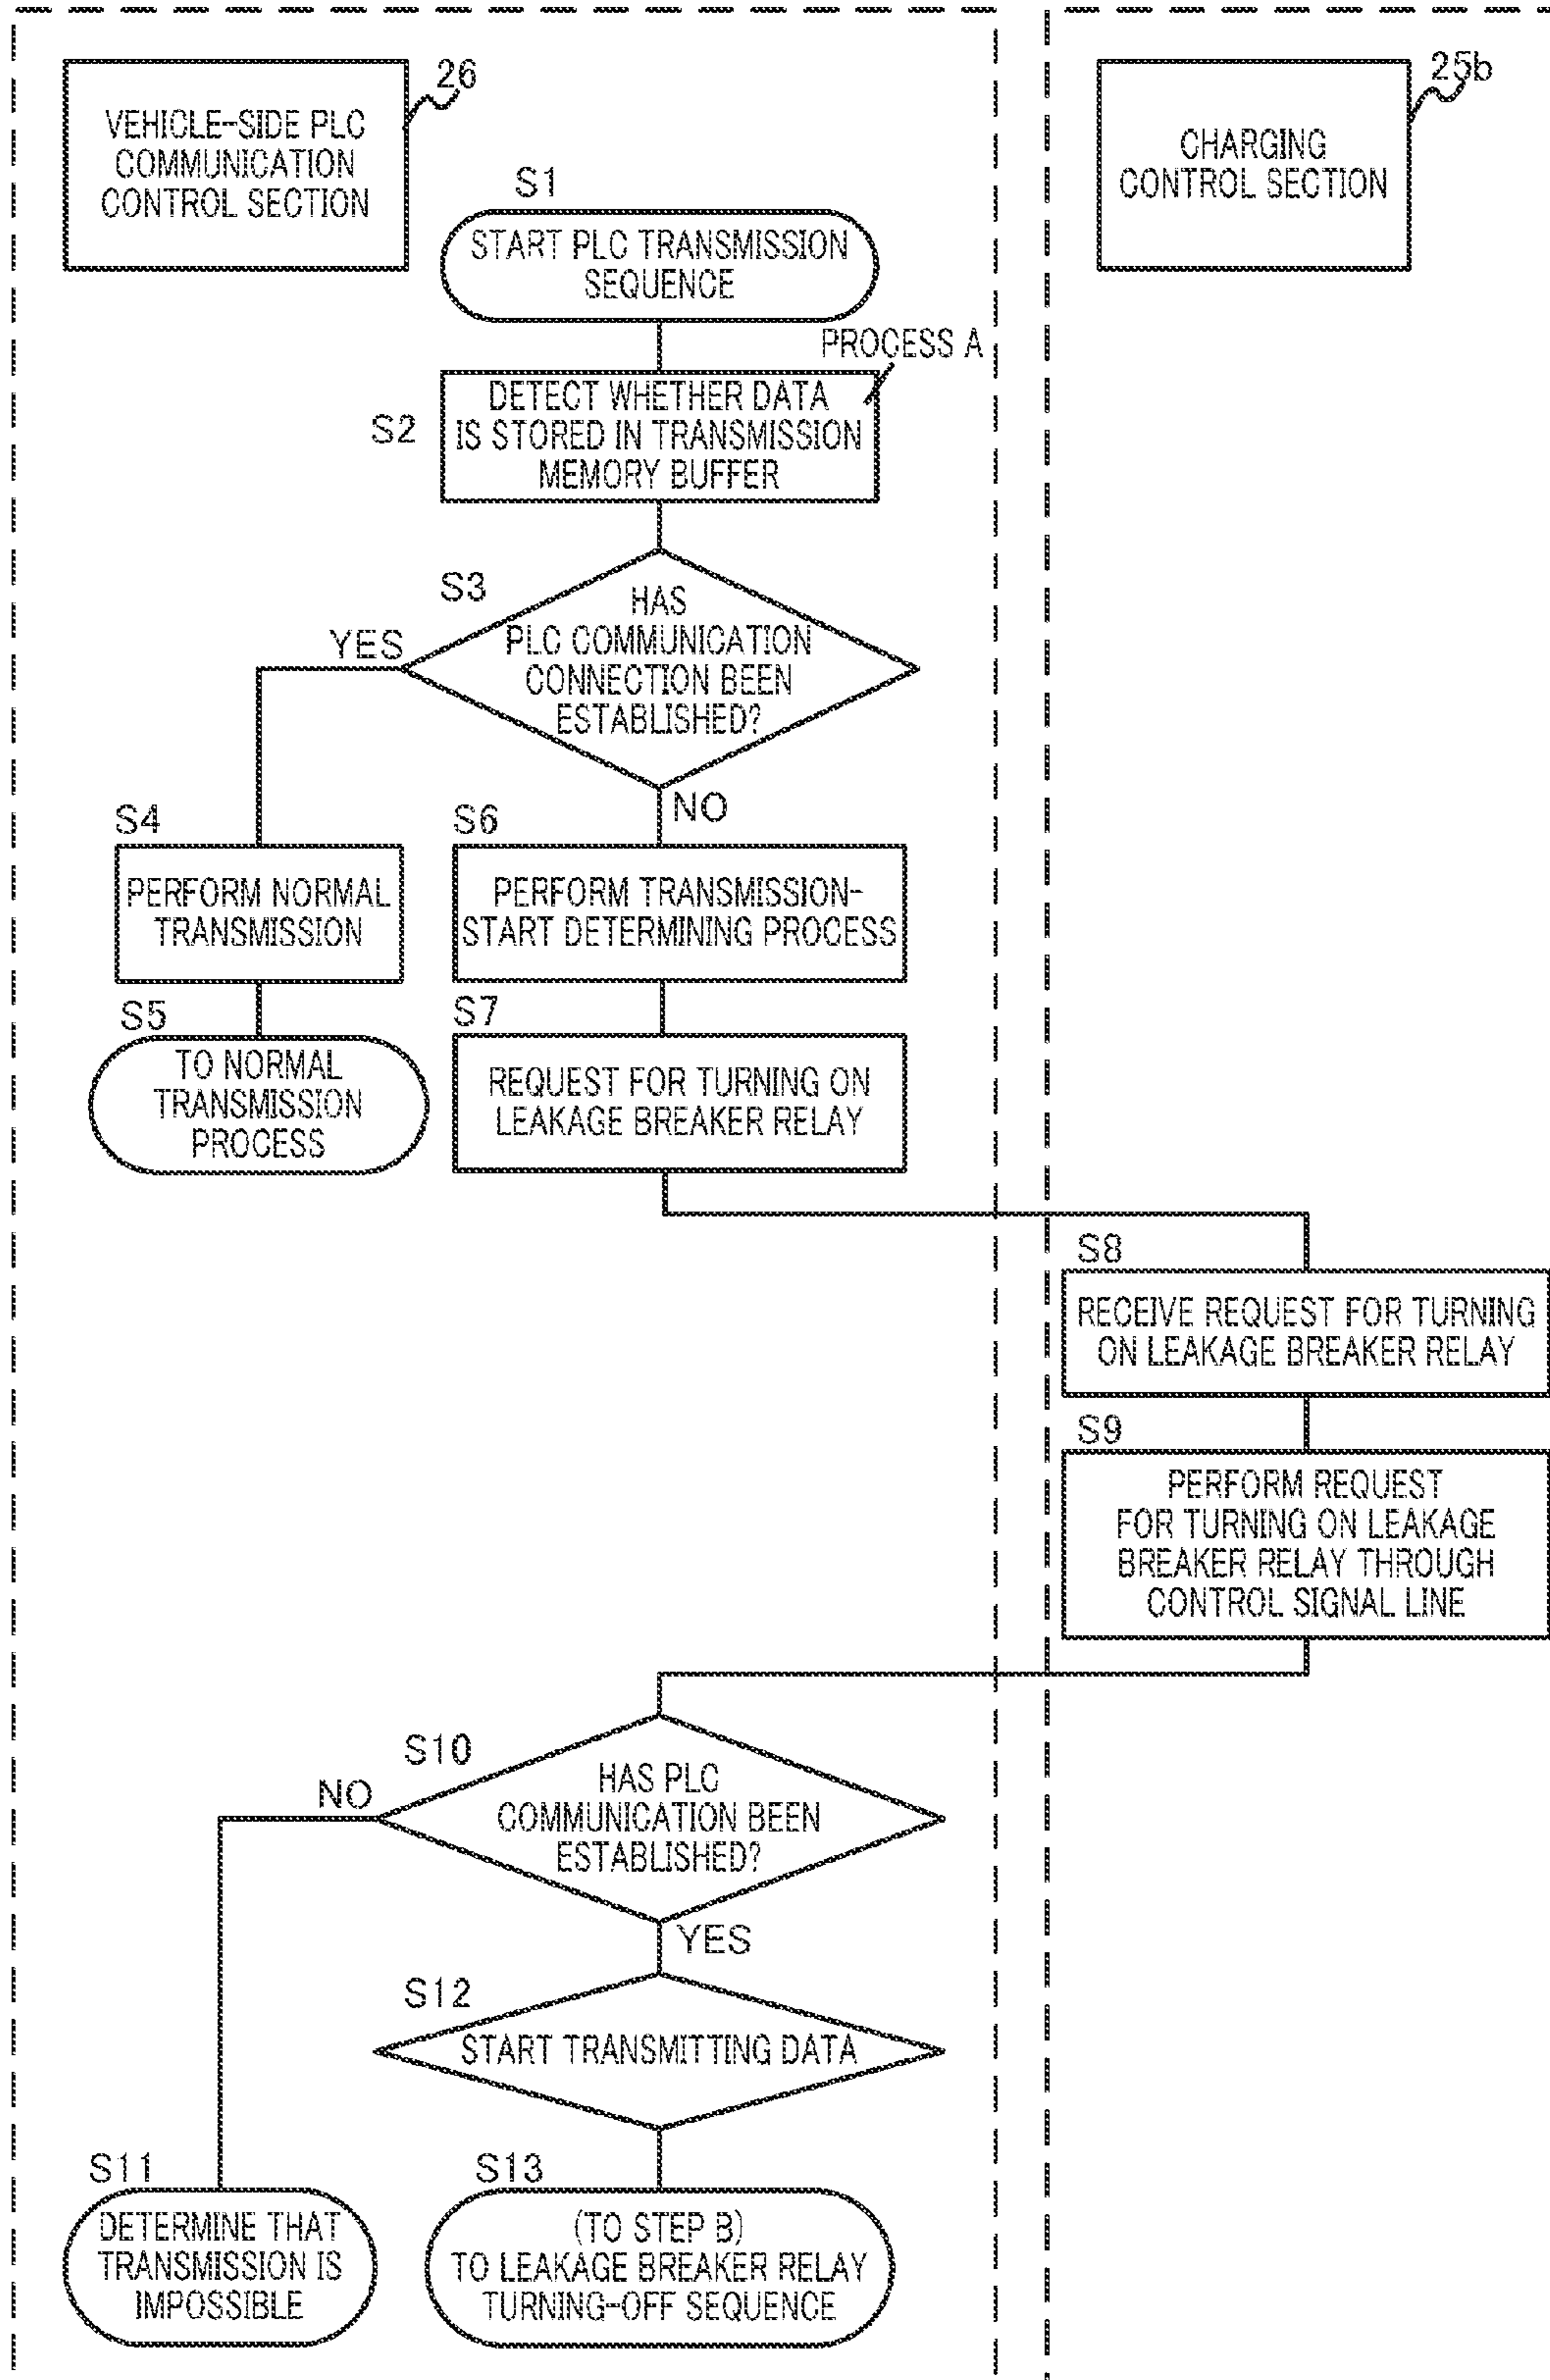 26
VEHICLE-SIDE PLC
COMMUNICATION
CONTROL SECTION
25b
CHARGING
CONTROL SECTION
S1
START PLC TRANSMISSION
SEQUENCE
PROCESS A
S2
DETECT WHETHER DATA
IS STORED IN TRANSMISSION
MEMORY BUFFER
S3
HAS
PLC COMMUNICATION
CONNECTION BEEN
ESTABLISHED?
YES
NO
S4
PERFORM NORMAL
TRANSMISSION
S5
TO NORMAL
TRANSMISSION
PROCESS
S6
PERFORM TRANSMISSION-
START DETERMINING PROCESS
S7
REQUEST FOR TURNING ON
LEAKAGE BREAKER RELAY
S8
RECEIVE REQUEST FOR TURNING
ON LEAKAGE BREAKER RELAY
S9
PERFORM REQUEST
FOR TURNING ON LEAKAGE
BREAKER RELAY THROUGH
CONTROL SIGNAL LINE
S10
HAS PLC
COMMUNICATION BEEN
ESTABLISHED?
NO
YES
S12
START TRANSMITTING DATA
S11
DETERMINE THAT
TRANSMISSION IS
IMPOSSIBLE
S13
(TO STEP B)
TO LEAKAGE BREAKER RELAY
TURNING-OFF SEQUENCE